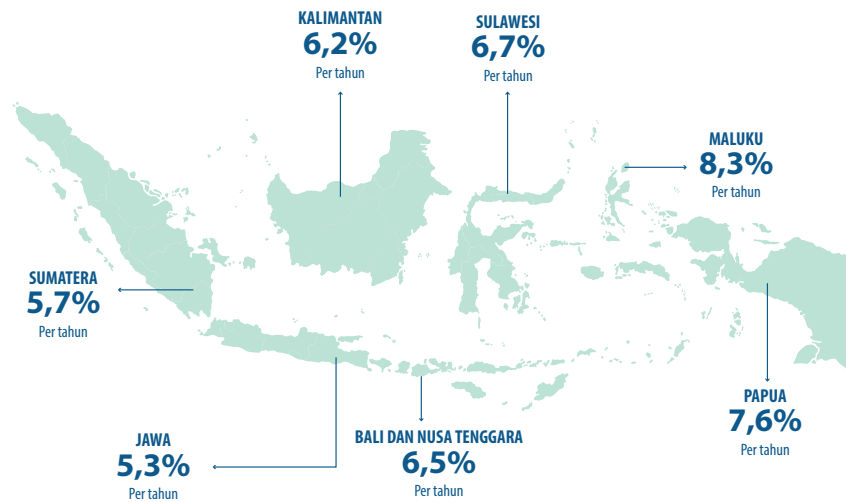 KALIMANTAN
6,2%
Per tahun
SULAWESI
6,7%
Per tahun
MALUKU
8,3%
Per tahun
SUMATERA
5,7%
Per tahun
PAPUA
7,6%
Per tahun
JAWA
5,3%
Per tahun
BALI DAN NUSA TENGGARA
6,5%
Per tahun